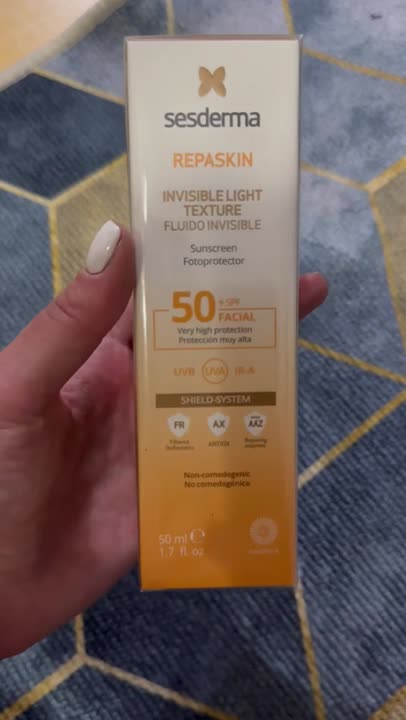 sesderma
REPASKIN
INVISIBLE LIGHT
TEXTURE
FLUIDO INVISIBLE
Sunscreen
Fotoprotector
50 + SPF
FACIAL
Very high protection
Protección muy alta
UVB UVA IR-A
SHIELD-SYSTEM
FR AX AAZ
ANTIOX
Repairing
Non-comedogenic
No comedogénico
50 ml e
1.7 fl. oz